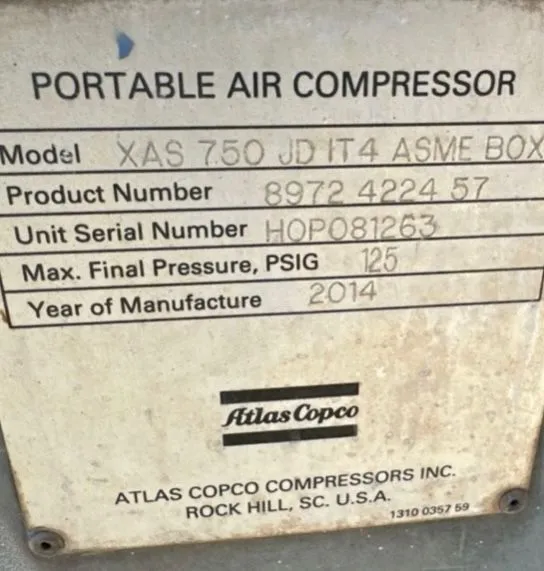 PORTABLE AIR COMPRESSOR
Model XAS 750 JD IT4 ASME BOX
Product Number 8972 4224 57
Unit Serial Number HOP081263
Max. Final Pressure, PSIG 125
Year of Manufacture 2014
Atlas Copco
ATLAS COPCO COMPRESSORS INC.
ROCK HILL, SC. U.S.A.
1310 0357 59